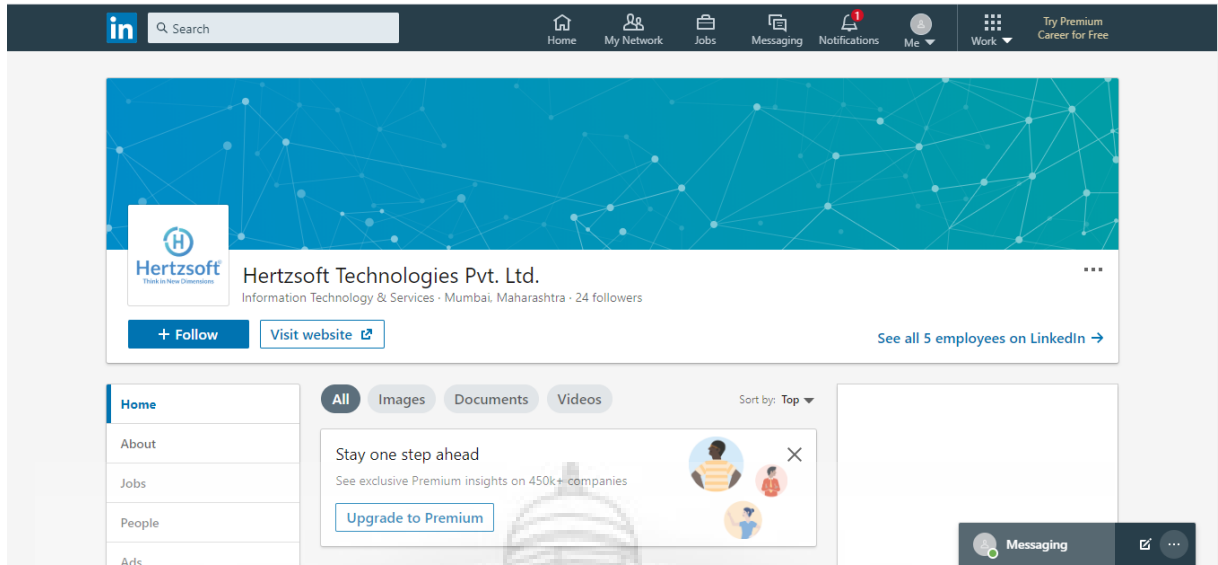 in
Search
Home
My Network
Jobs
Messaging
1
Notifications
Me
Work
Try Premium
Career for Free
H
Hertzsoft®
Think in New Dimensions
Hertzsoft Technologies Pvt. Ltd.
Information Technology & Services · Mumbai, Maharashtra · 24 followers
+ Follow
Visit website
See all 5 employees on LinkedIn →
Home
About
Jobs
People
Ads
All Images Documents Videos
Sort by: Top
Stay one step ahead
See exclusive Premium insights on 450k+ companies
Upgrade to Premium
Messaging